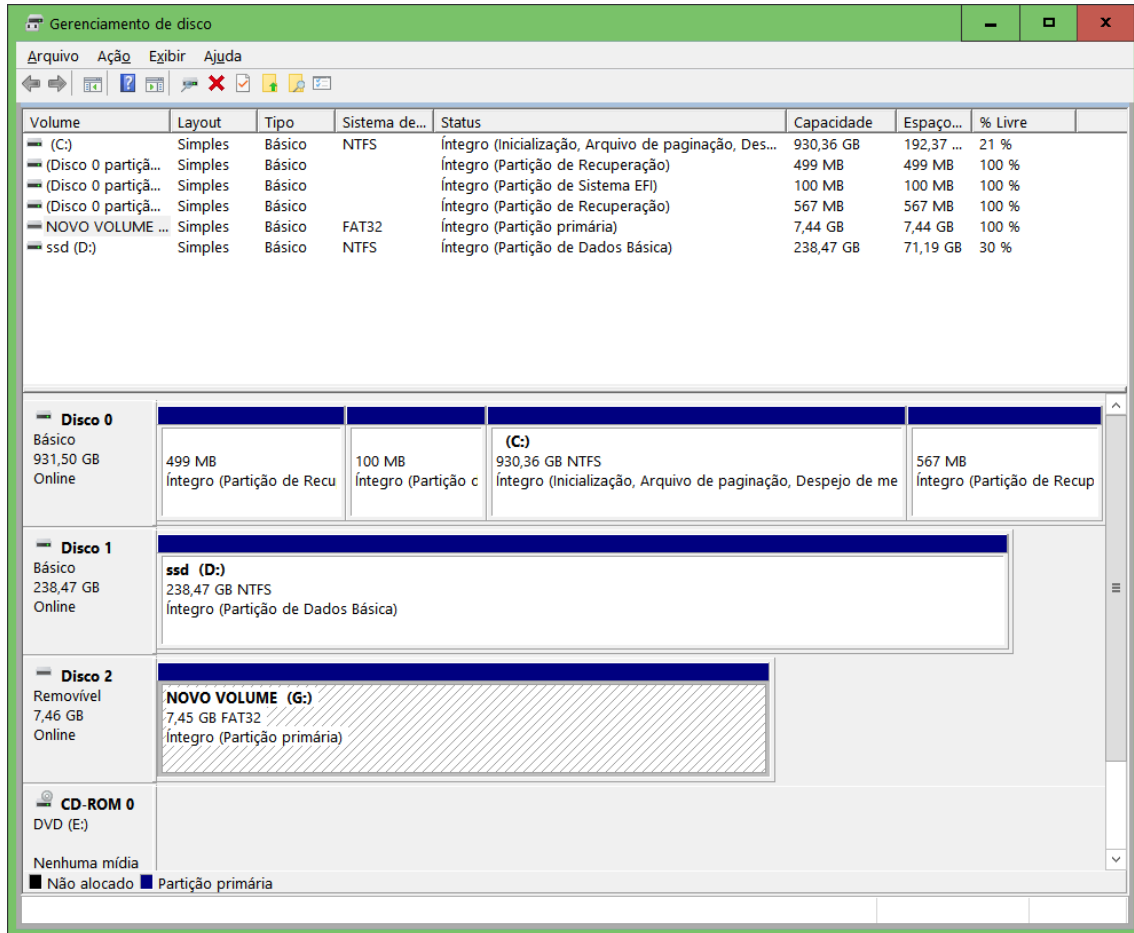 Gerenciamento de disco
Arquivo Ação Exibir Ajuda
Volume Layout Tipo Sistema de... Status Capacidade Espaço... % Livre
(C:) Simples Básico NTFS Íntegro (Inicialização, Arquivo de paginação, Des... 930,36 GB 192,37 ... 21 %
(Disco 0 partiçã... Simples Básico Íntegro (Partição de Recuperação) 499 MB 499 MB 100 %
(Disco 0 partiçã... Simples Básico Íntegro (Partição de Sistema EFI) 100 MB 100 MB 100 %
(Disco 0 partiçã... Simples Básico Íntegro (Partição de Recuperação) 567 MB 567 MB 100 %
NOVO VOLUME ... Simples Básico FAT32 Íntegro (Partição primária) 7,44 GB 7,44 GB 100 %
ssd (D:) Simples Básico NTFS Íntegro (Partição de Dados Básica) 238,47 GB 71,19 GB 30 %
Disco 0
Básico
931,50 GB
Online
499 MB
Íntegro (Partição de Recu
100 MB
Íntegro (Partição c
(C:)
930,36 GB NTFS
Íntegro (Inicialização, Arquivo de paginação, Despejo de me
567 MB
Íntegro (Partição de Recup
Disco 1
Básico
238,47 GB
Online
ssd (D:)
238,47 GB NTFS
Íntegro (Partição de Dados Básica)
Disco 2
Removível
7,46 GB
Online
NOVO VOLUME (G:)
7,45 GB FAT32
Íntegro (Partição primária)
CD-ROM 0
DVD (E:)
Nenhuma mídia
Não alocado Partição primária